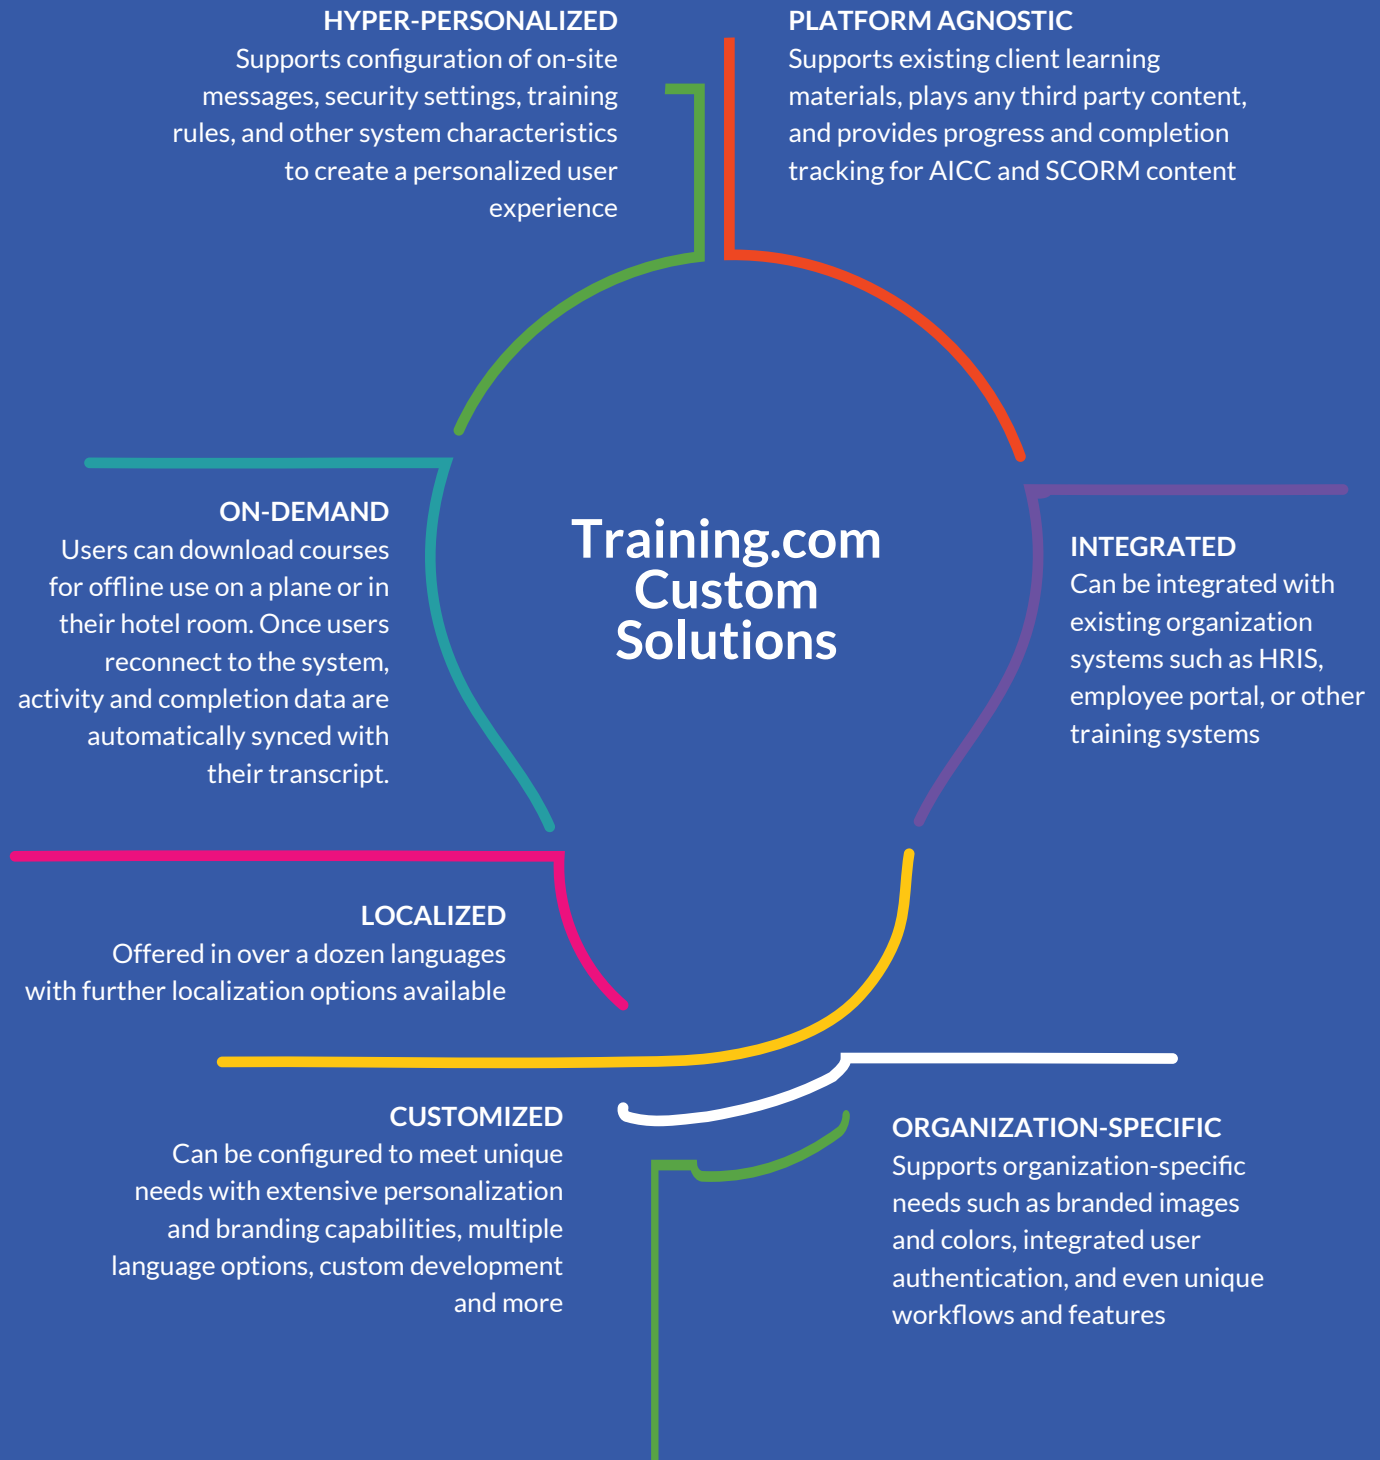 HYPER-PERSONALIZED
Supports configuration of on-site
messages, security settings, training
rules, and other system characteristics
to create a personalized user
experience
PLATFORM AGNOSTIC
Supports existing client learning
materials, plays any third party content,
and provides progress and completion
tracking for AICC and SCORM content
ON-DEMAND
Users can download courses
for offline use on a plane or in
their hotel room. Once users
reconnect to the system,
activity and completion data are
automatically synced with
their transcript.
Training.com
Custom
Solutions
INTEGRATED
Can be integrated with
existing organization
systems such as HRIS,
employee portal, or other
training systems
LOCALIZED
Offered in over a dozen languages
with further localization options available
CUSTOMIZED
Can be configured to meet unique
needs with extensive personalization
and branding capabilities, multiple
language options, custom development
and more
ORGANIZATION-SPECIFIC
Supports organization-specific
needs such as branded images
and colors, integrated user
authentication, and even unique
workflows and features